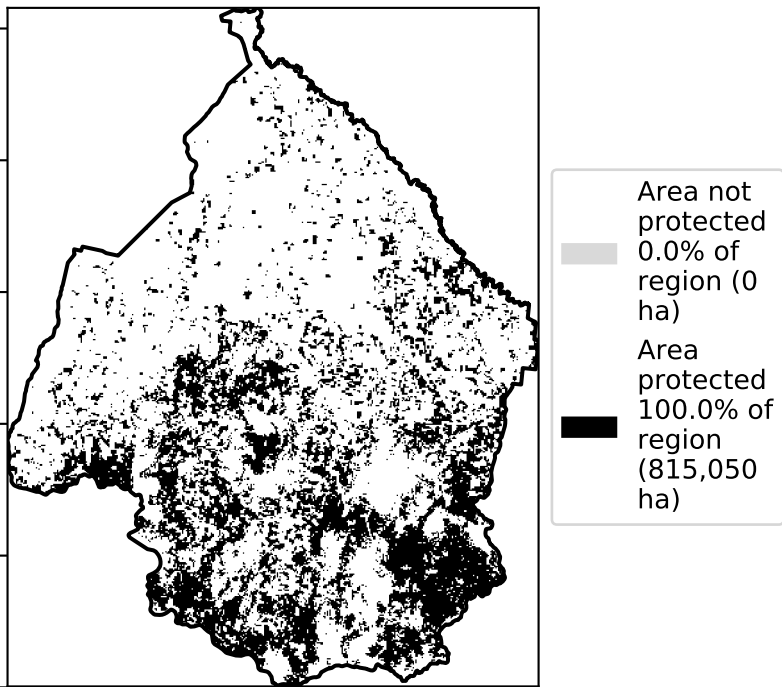 Area not
protected
0.0% of
region (0
ha)
Area
protected
100.0% of
region
(815,050
ha)